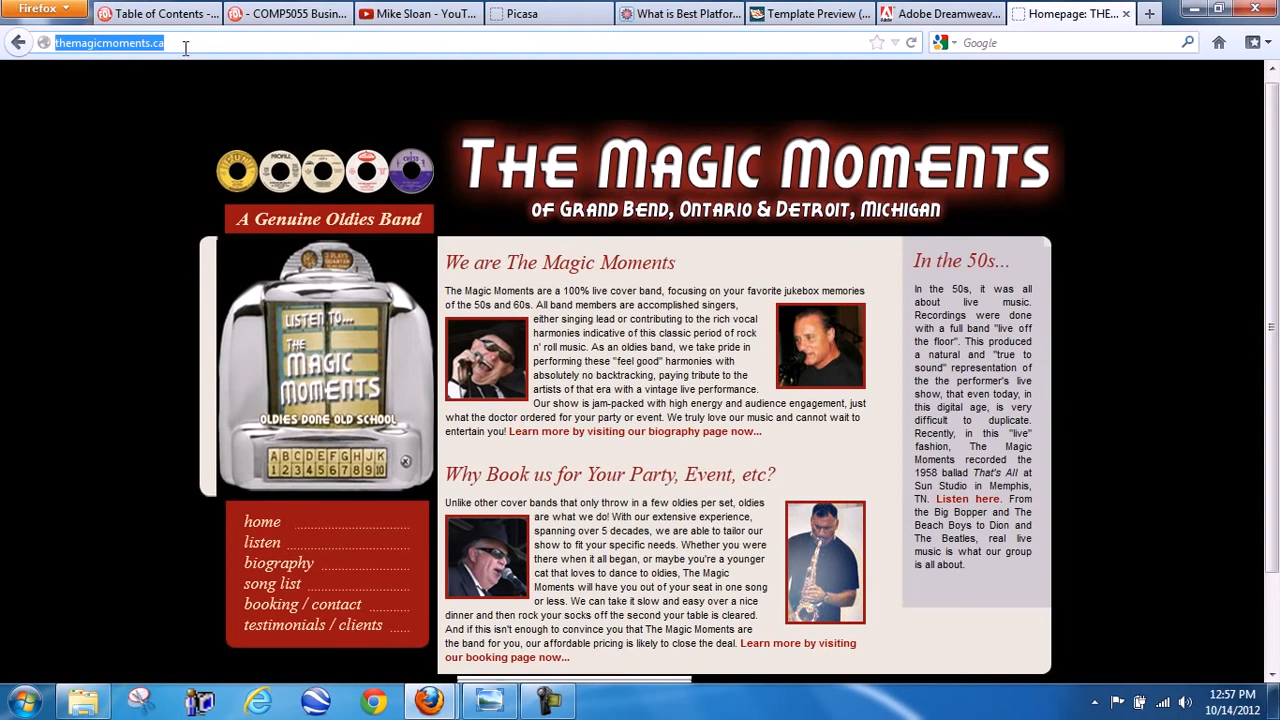 Firefox
Table of Contents -...
- COMP5055 Busin...
Mike Sloan - YouT...
Picasa
What is Best Platfor...
Template Preview (...
Adobe Dreamweav...
Homepage: THE...
themagicmoments.ca
Google
PROFILE
CHESS
THE MAGIC MOMENTS
OF GRAND BEND, ONTARIO & DETROIT, MICHIGAN
A Genuine Oldies Band
LISTEN TO...
THE
MAGIC
MOMENTS
OLDIES DONE OLD SCHOOL
A B C D E F G H J K
1 2 3 4 5 6 7 8 9 10
home
listen
biography
song list
booking / contact
testimonials / clients
We are The Magic Moments
The Magic Moments are a 100% live cover band, focusing on your favorite jukebox memories
of the 50s and 60s. All band members are accomplished singers,
either singing lead or contributing to the rich vocal
harmonies indicative of this classic period of rock
n' roll music. As an oldies band, we take pride in
performing these "feel good" harmonies with
absolutely no backtracking, paying tribute to the
artists of that era with a vintage live performance.
Our show is jam-packed with high energy and audience engagement, just
what the doctor ordered for your party or event. We truly love our music and cannot wait to
entertain you! Learn more by visiting our biography page now...
Why Book us for Your Party, Event, etc?
Unlike other cover bands that only throw in a few oldies per set, oldies
are what we do! With our extensive experience,
spanning over 5 decades, we are able to tailor our
show to fit your specific needs. Whether you were
there when it all began, or maybe you're a younger
cat that loves to dance to oldies, The Magic
Moments will have you out of your seat in one song
or less. We can take it slow and easy over a nice
dinner and then rock your socks off the second your table is cleared.
And if this isn't enough to convince you that The Magic Moments are
the band for you, our affordable pricing is likely to close the deal. Learn more by visiting
our booking page now...
In the 50s...
In the 50s, it was all
about live music.
Recordings were done
with a full band "live off
the floor". This produced
a natural and "true to
sound" representation of
the the performer's live
show, that even today, in
this digital age, is very
difficult to duplicate.
Recently, in this "live"
fashion, The Magic
Moments recorded the
1958 ballad That's All at
Sun Studio in Memphis,
TN. Listen here. From
the Big Bopper and The
Beach Boys to Dion and
The Beatles, real live
music is what our group
is all about.
12:57 PM
10/14/2012